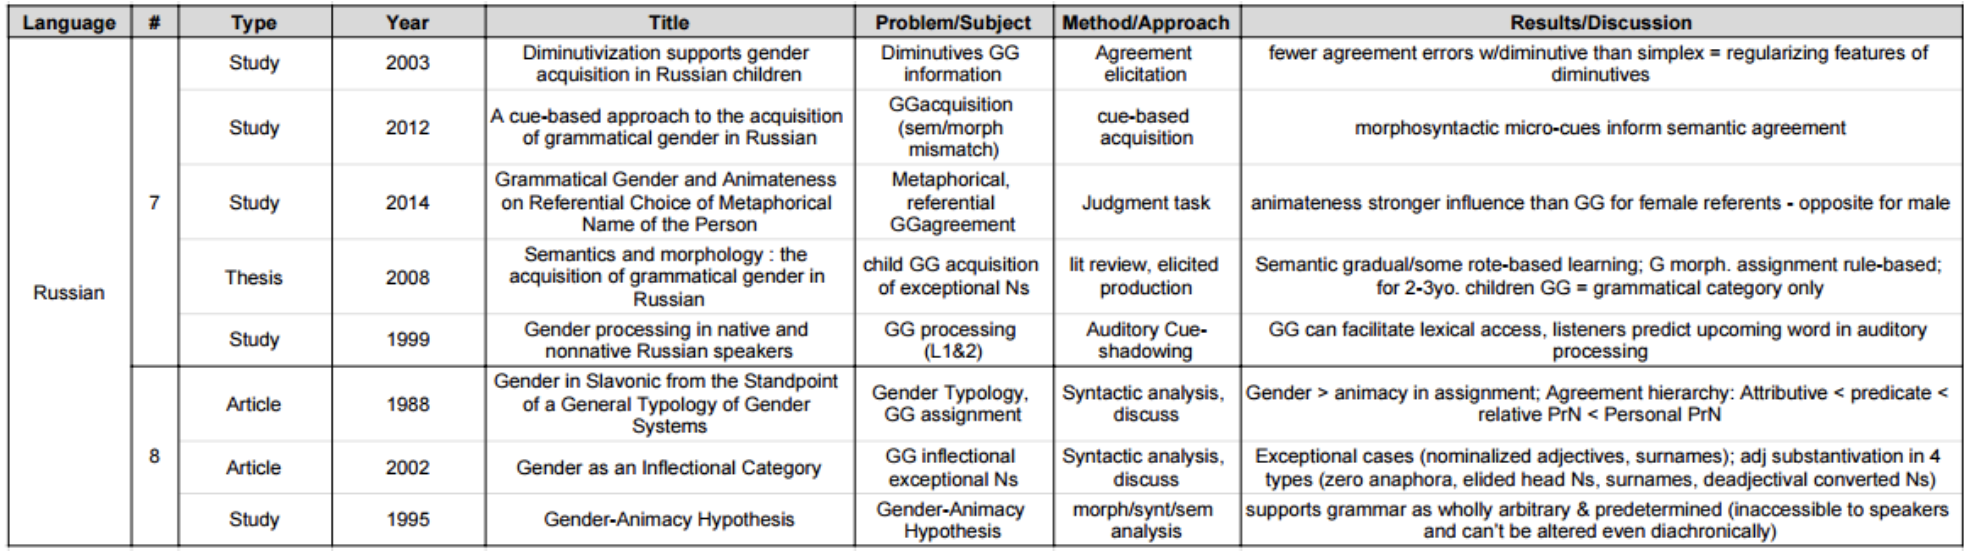 Language # Type Year Title Problem/Subject Method/Approach Results/Discussion
Russian
7
Study 2003 Diminutivization supports gender
acquisition in Russian children
Diminutives GG
information
Agreement
elicitation
fewer agreement errors w/diminutive than simplex = regularizing features of
diminutives
Study 2012 A cue-based approach to the acquisition
of grammatical gender in Russian
GGacquisition
(sem/morph
mismatch)
cue-based
acquisition
morphosyntactic micro-cues inform semantic agreement
Study 2014 Grammatical Gender and Animateness
on Referential Choice of Metaphorical
Name of the Person
Metaphorical,
referential
GGagreement
Judgment task
animateness stronger influence than GG for female referents - opposite for male
Thesis 2008 Semantics and morphology : the
acquisition of grammatical gender in
Russian
child GG acquisition
of exceptional Ns
lit review, elicited
production
Semantic gradual/some rote-based learning; G morph. assignment rule-based;
for 2-3yo. children GG = grammatical category only
Study 1999 Gender processing in native and
nonnative Russian speakers
GG processing
(L1&2)
Auditory Cue-
shadowing
GG can facilitate lexical access, listeners predict upcoming word in auditory
processing
8
Article 1988 Gender in Slavonic from the Standpoint
of a General Typology of Gender
Systems
Gender Typology,
GG assignment
Syntactic analysis,
discuss
Gender > animacy in assignment; Agreement hierarchy: Attributive < predicate <
relative PrN < Personal PrN
Article 2002 Gender as an Inflectional Category
GG inflectional
exceptional Ns
Syntactic analysis,
discuss
Exceptional cases (nominalized adjectives, surnames); adj substantivation in 4
types (zero anaphora, elided head Ns, surnames, deadjectival converted Ns)
Study 1995 Gender-Animacy Hypothesis
Gender-Animacy
Hypothesis
morph/synt/sem
analysis
supports grammar as wholly arbitrary & predetermined (inaccessible to speakers
and can't be altered even diachronically)